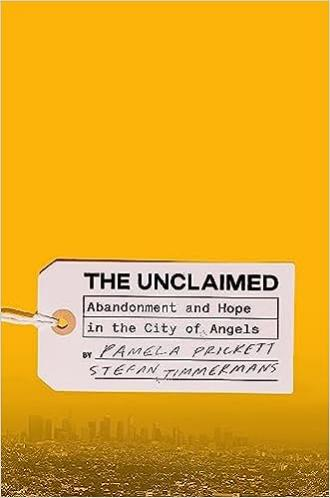 THE UNCLAIMED
Abandonment and Hope
in the City of Angels
BY PAMELA PRICKETT
STEFAN TIMMERMANS